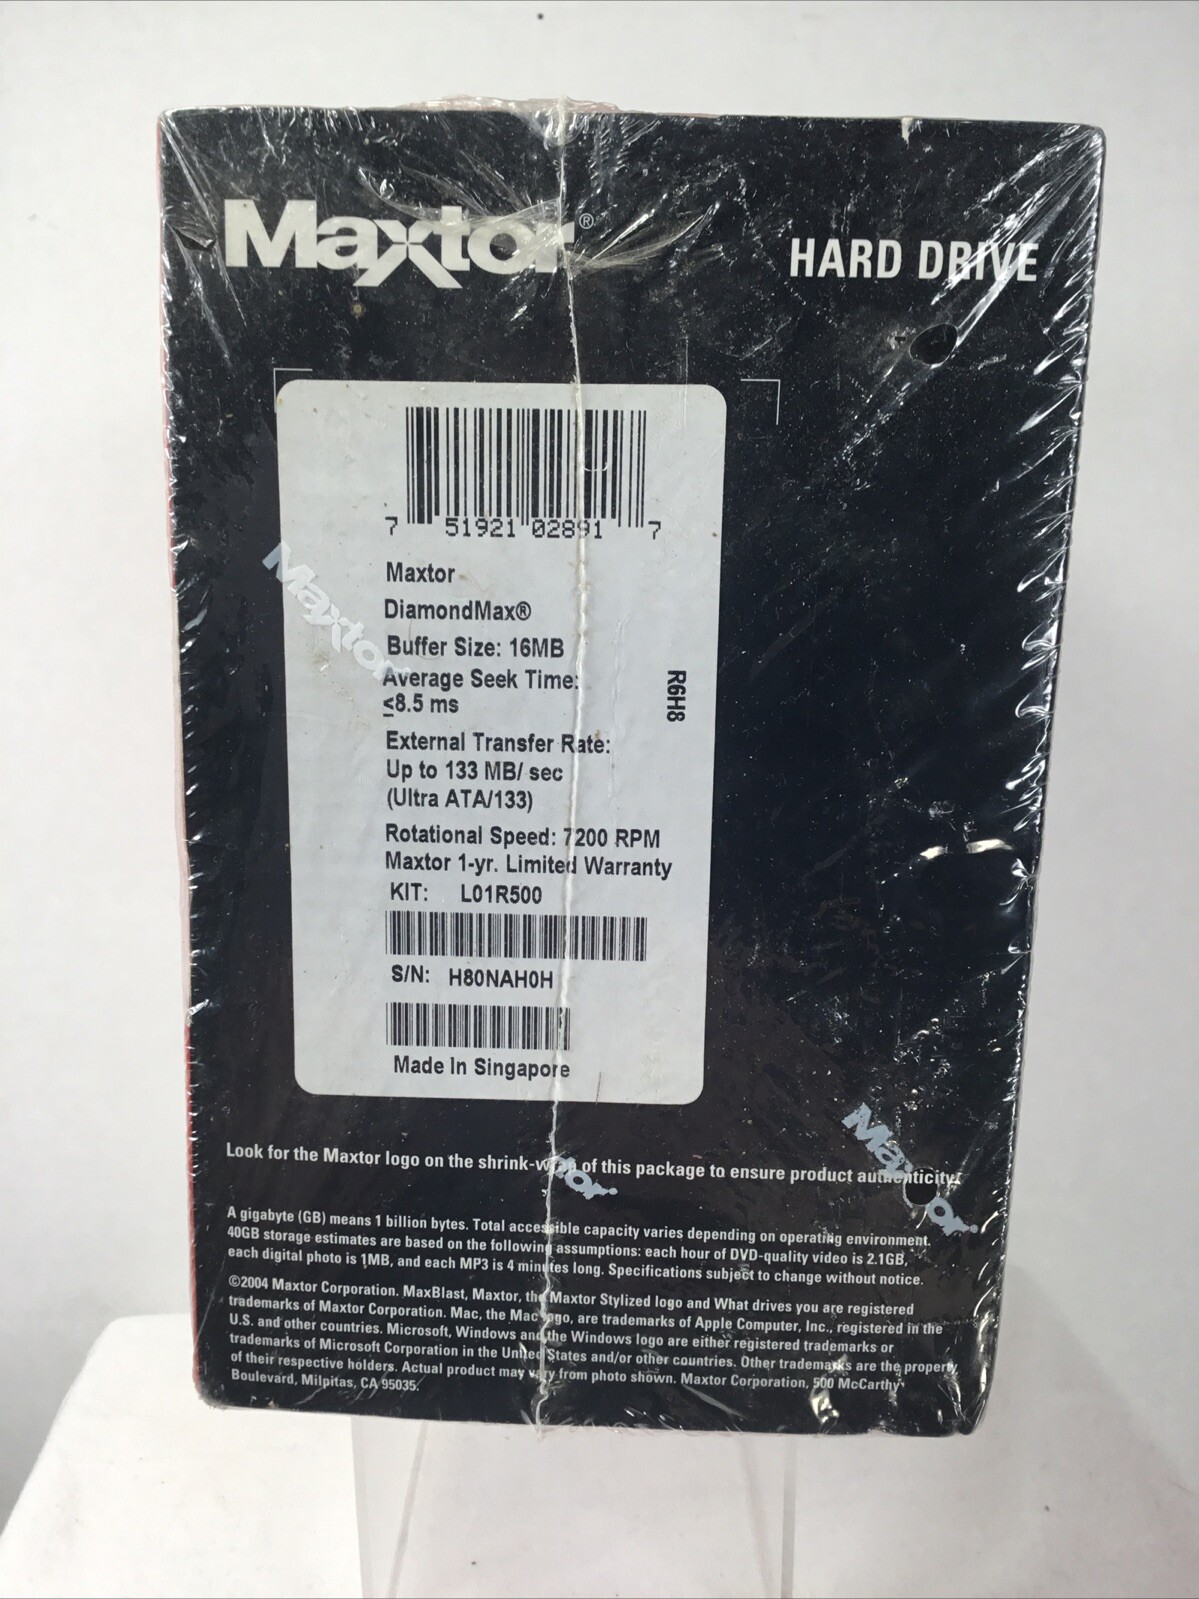 Maxtor®
HARD DRIVE
7 51921 02891 7
Maxtor
DiamondMax®
Buffer Size: 16MB
Average Seek Time:
≤8.5 ms
External Transfer Rate:
Up to 133 MB/ sec
(Ultra ATA/133)
Rotational Speed: 7200 RPM
Maxtor 1-yr. Limited Warranty
KIT: L01R500
S/N: H80NAH0H
Made In Singapore
R6H8
Maxtor
Look for the Maxtor logo on the shrink-wrap of this package to ensure product authenticity.
Maxtor
A gigabyte (GB) means 1 billion bytes. Total accessible capacity varies depending on operating environment.
40GB storage estimates are based on the following assumptions: each hour of DVD-quality video is 2.1GB,
each digital photo is 1MB, and each MP3 is 4 minutes long. Specifications subject to change without notice.
©2004 Maxtor Corporation. MaxBlast, Maxtor, the Maxtor Stylized logo and What drives you are registered
trademarks of Maxtor Corporation. Mac, the Mac logo, are trademarks of Apple Computer, Inc., registered in the
U.S. and other countries. Microsoft, Windows and the Windows logo are either registered trademarks or
trademarks of Microsoft Corporation in the United States and/or other countries. Other trademarks are the property
of their respective holders. Actual product may vary from photo shown. Maxtor Corporation, 500 McCarthy
Boulevard, Milpitas, CA 95035.